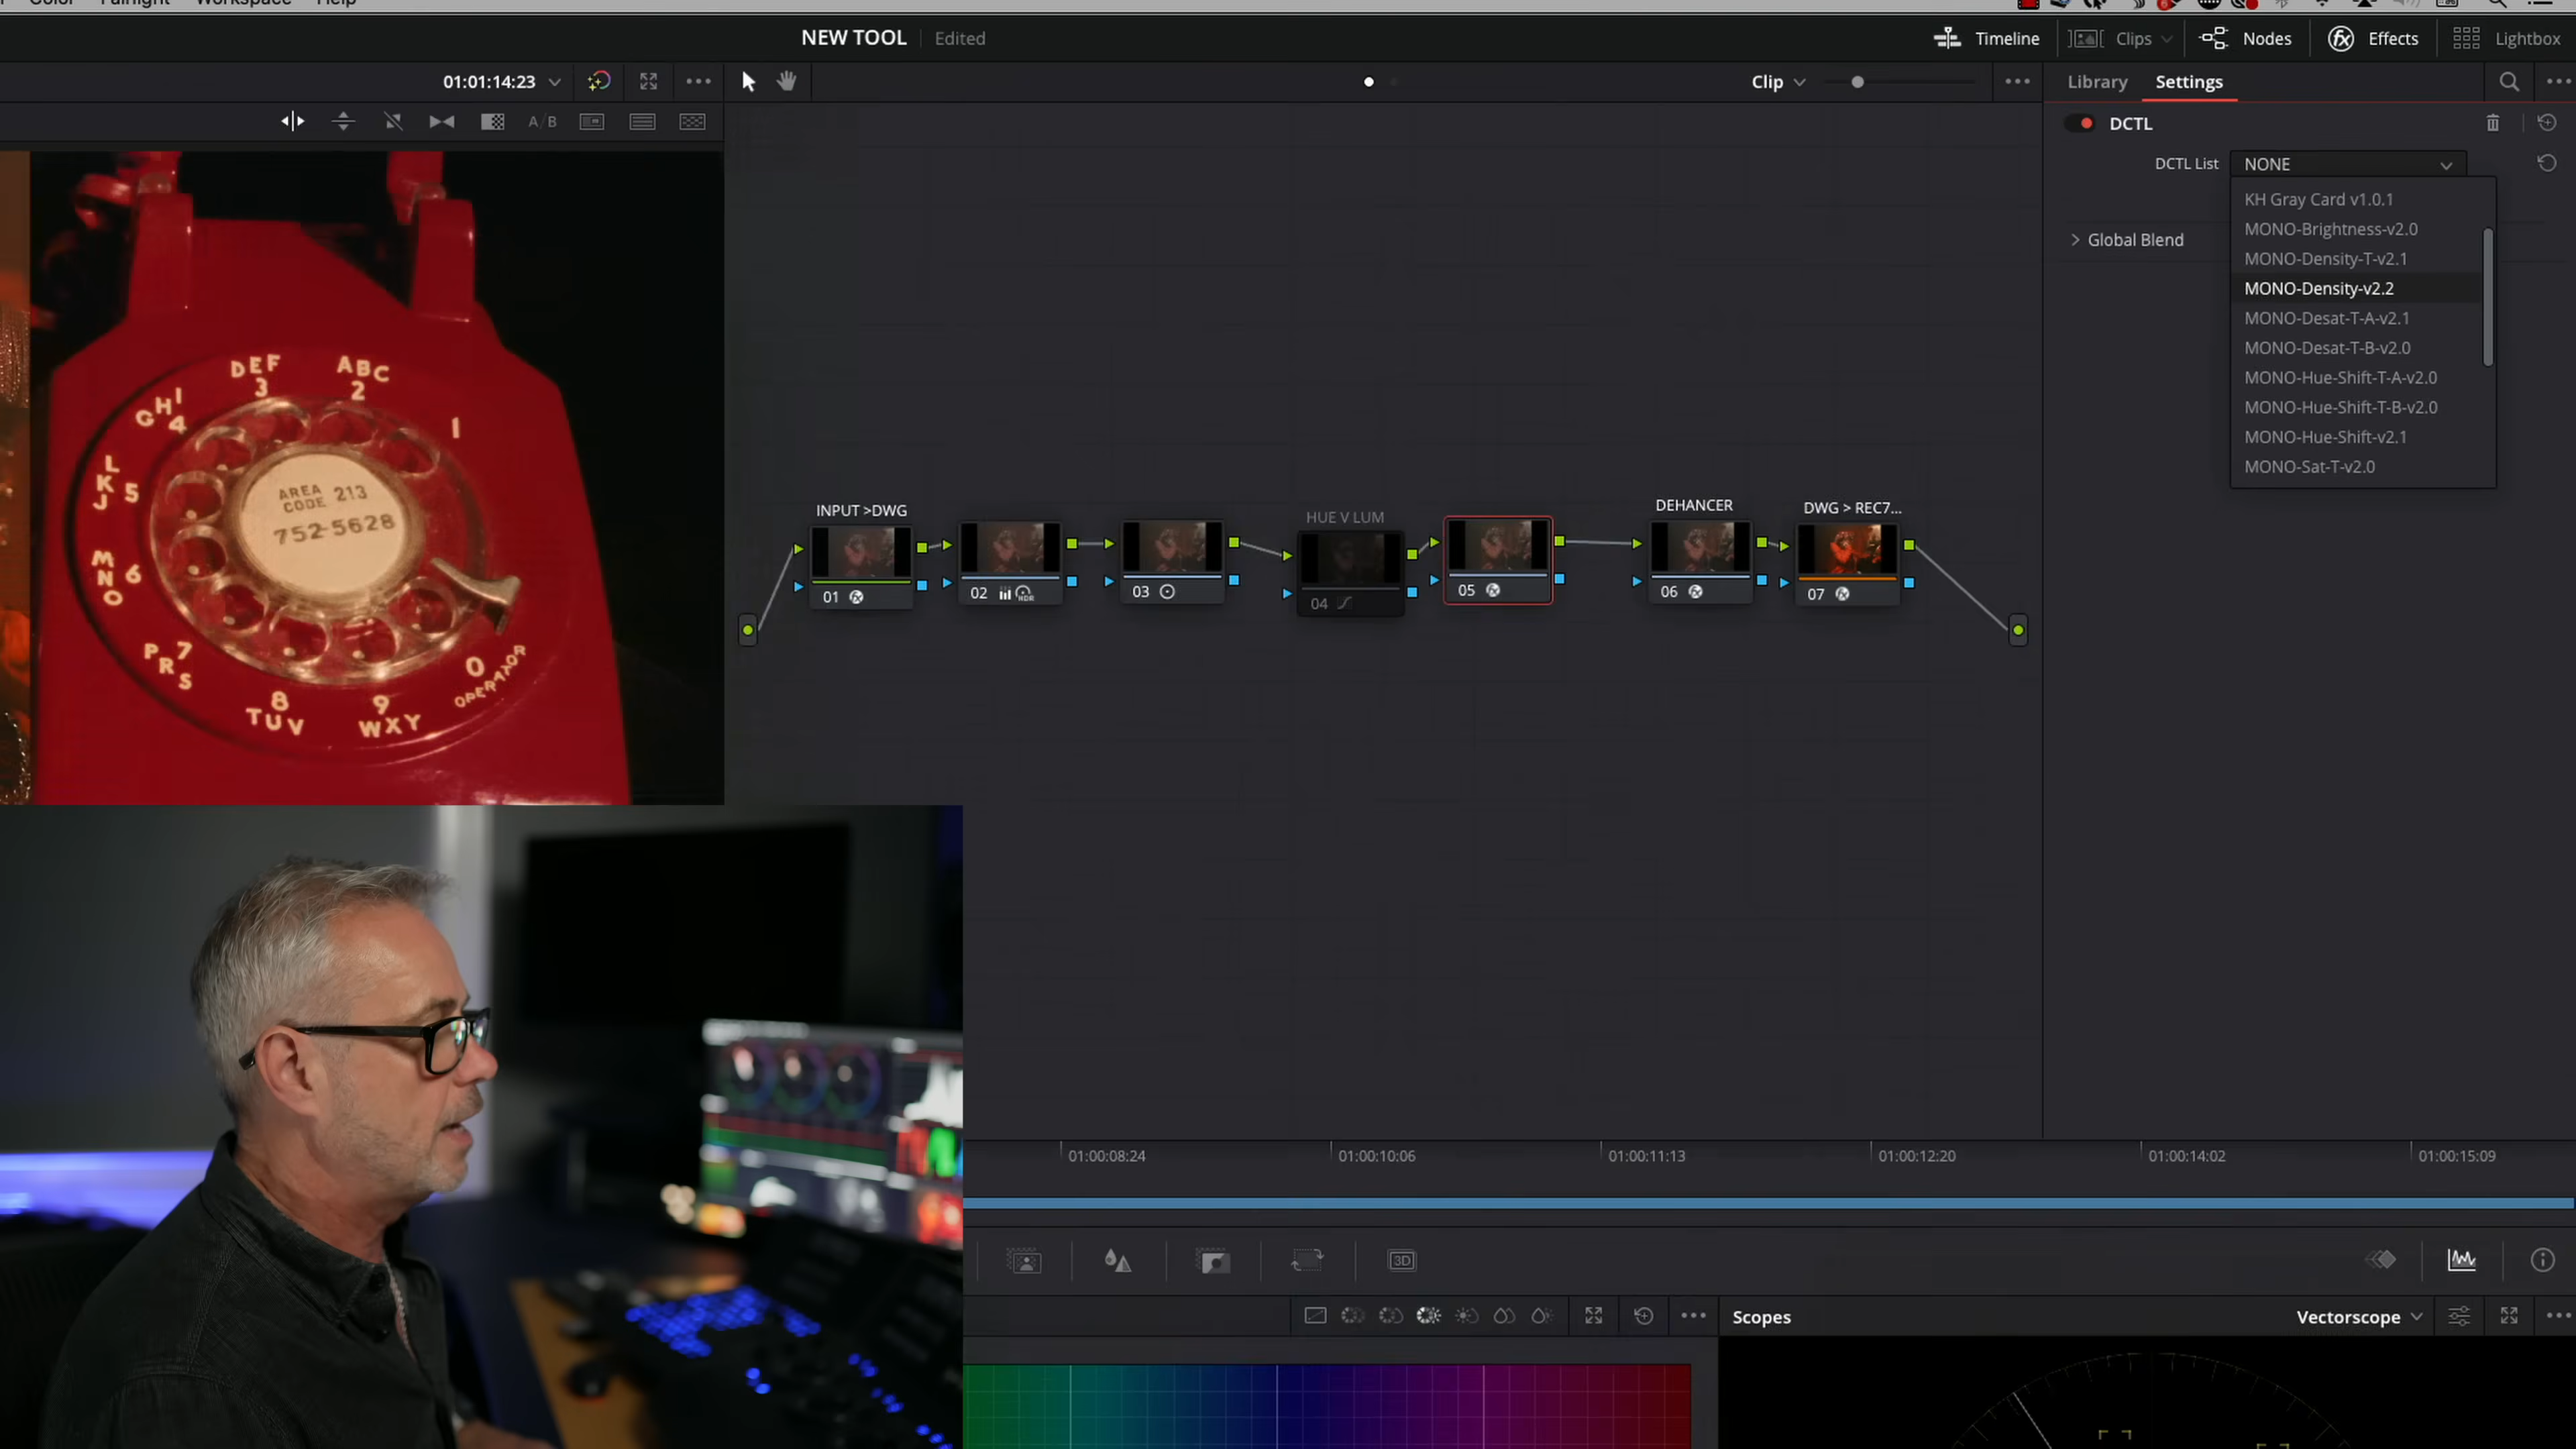 Color Fairlight Workspace Help
NEW TOOL Edited
Timeline Clips Nodes Effects Lightbox
01:01:14:23
Clip
Library Settings
A/B
DCTL
DCTL List NONE
KH Gray Card v1.0.1
MONO-Brightness-v2.0
MONO-Density-T-v2.1
MONO-Density-v2.2
MONO-Desat-T-A-v2.1
MONO-Desat-T-B-v2.0
MONO-Hue-Shift-T-A-v2.0
MONO-Hue-Shift-T-B-v2.0
MONO-Hue-Shift-v2.1
MONO-Sat-T-v2.0
Global Blend
1
ABC
2
DEF
3
GHI
4
JKL
5
MNO
6
PRS
7
TUV
8
WXY
9
0
OPERATOR
AREA
CODE 213
752-5628
INPUT >DWG
HUE V LUM
DEHANCER
DWG > REC7...
01
02 HDR
03
04
05
06
07
01:00:08:24 01:00:10:06 01:00:11:13 01:00:12:20 01:00:14:02 01:00:15:09
3D
Scopes
Vectorscope